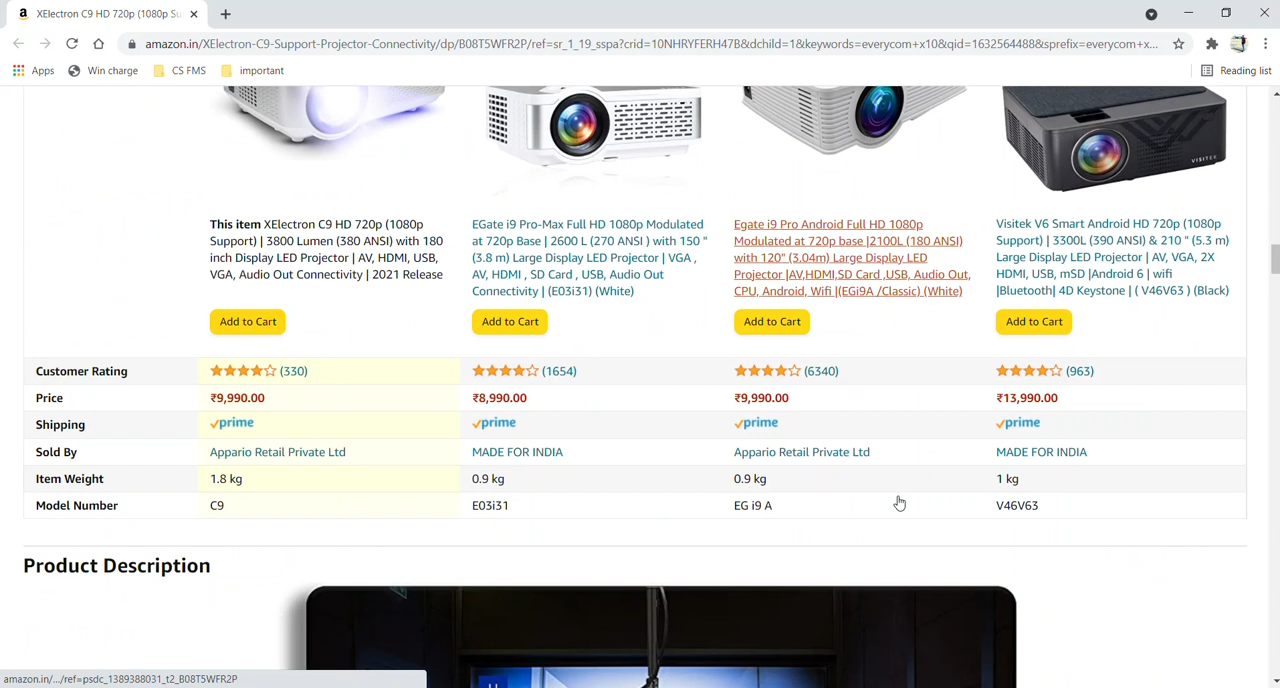 a XElectron C9 HD 720p (1080p Su
amazon.in/XElectron-C9-Support-Projector-Connectivity/dp/B08T5WFR2P/ref=sr_1_19_sspa?crid=10NHRYFERH47B&dchild=1&keywords=everycom+x10&qid=1632564488&sprefix=everycom+x...
Apps Win charge CS FMS important Reading list
VISITEK
This item XElectron C9 HD 720p (1080p
Support) | 3800 Lumen (380 ANSI) with 180
inch Display LED Projector | AV, HDMI, USB,
VGA, Audio Out Connectivity | 2021 Release
EGate i9 Pro-Max Full HD 1080p Modulated
at 720p Base | 2600 L (270 ANSI ) with 150 "
(3.8 m) Large Display LED Projector | VGA ,
AV, HDMI , SD Card , USB, Audio Out
Connectivity | (E03i31) (White)
Egate i9 Pro Android Full HD 1080p
Modulated at 720p base |2100L (180 ANSI)
with 120" (3.04m) Large Display LED
Projector |AV,HDMI,SD Card ,USB, Audio Out,
CPU, Android, Wifi |(EGi9A /Classic) (White)
Visitek V6 Smart Android HD 720p (1080p
Support) | 3300L (390 ANSI) & 210 " (5.3 m)
Large Display LED Projector | AV, VGA, 2X
HDMI, USB, mSD |Android 6 | wifi
|Bluetooth| 4D Keystone | ( V46V63 ) (Black)
Add to Cart Add to Cart Add to Cart Add to Cart
Customer Rating (330) (1654) (6340) (963)
Price ₹9,990.00 ₹8,990.00 ₹9,990.00 ₹13,990.00
Shipping prime prime prime prime
Sold By Appario Retail Private Ltd MADE FOR INDIA Appario Retail Private Ltd MADE FOR INDIA
Item Weight 1.8 kg 0.9 kg 0.9 kg 1 kg
Model Number C9 E03i31 EG i9 A V46V63
Product Description
amazon.in/.../ref=psdc_1389388031_t2_B08T5WFR2P